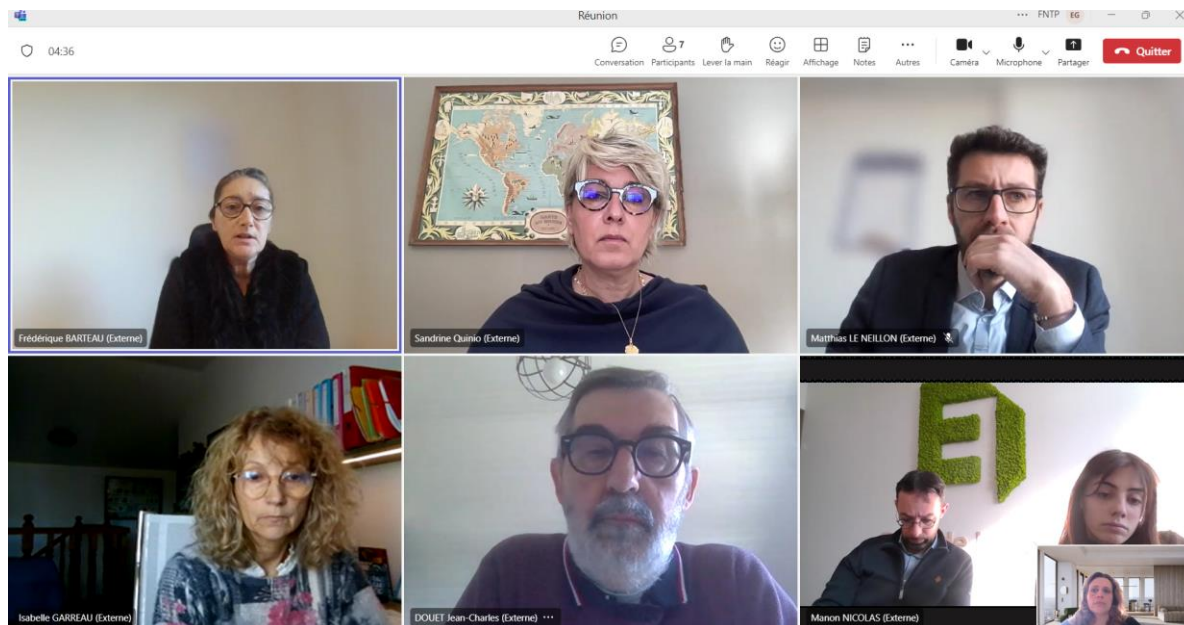 Réunion
... FNTP EG
04:36
7
Conversation Participants Lever la main Réagir Affichage Notes Autres Caméra Microphone Partager Quitter
Frédérique BARTEAU (Externe)
Sandrine Quinio (Externe)
Matthias LE NEILLON (Externe)
Isabelle GARREAU (Externe)
DOUET Jean-Charles (Externe) ...
Manon NICOLAS (Externe)